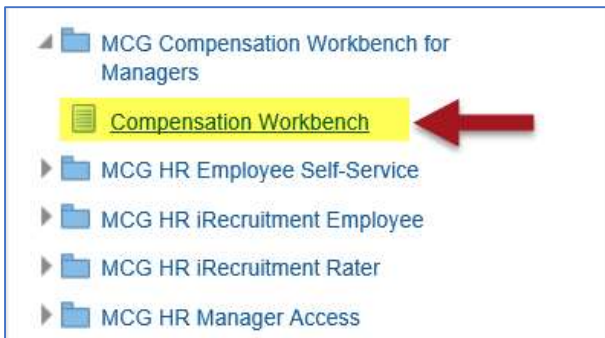 MCG Compensation Workbench for
Managers
Compensation Workbench
MCG HR Employee Self-Service
MCG HR iRecruitment Employee
MCG HR iRecruitment Rater
MCG HR Manager Access